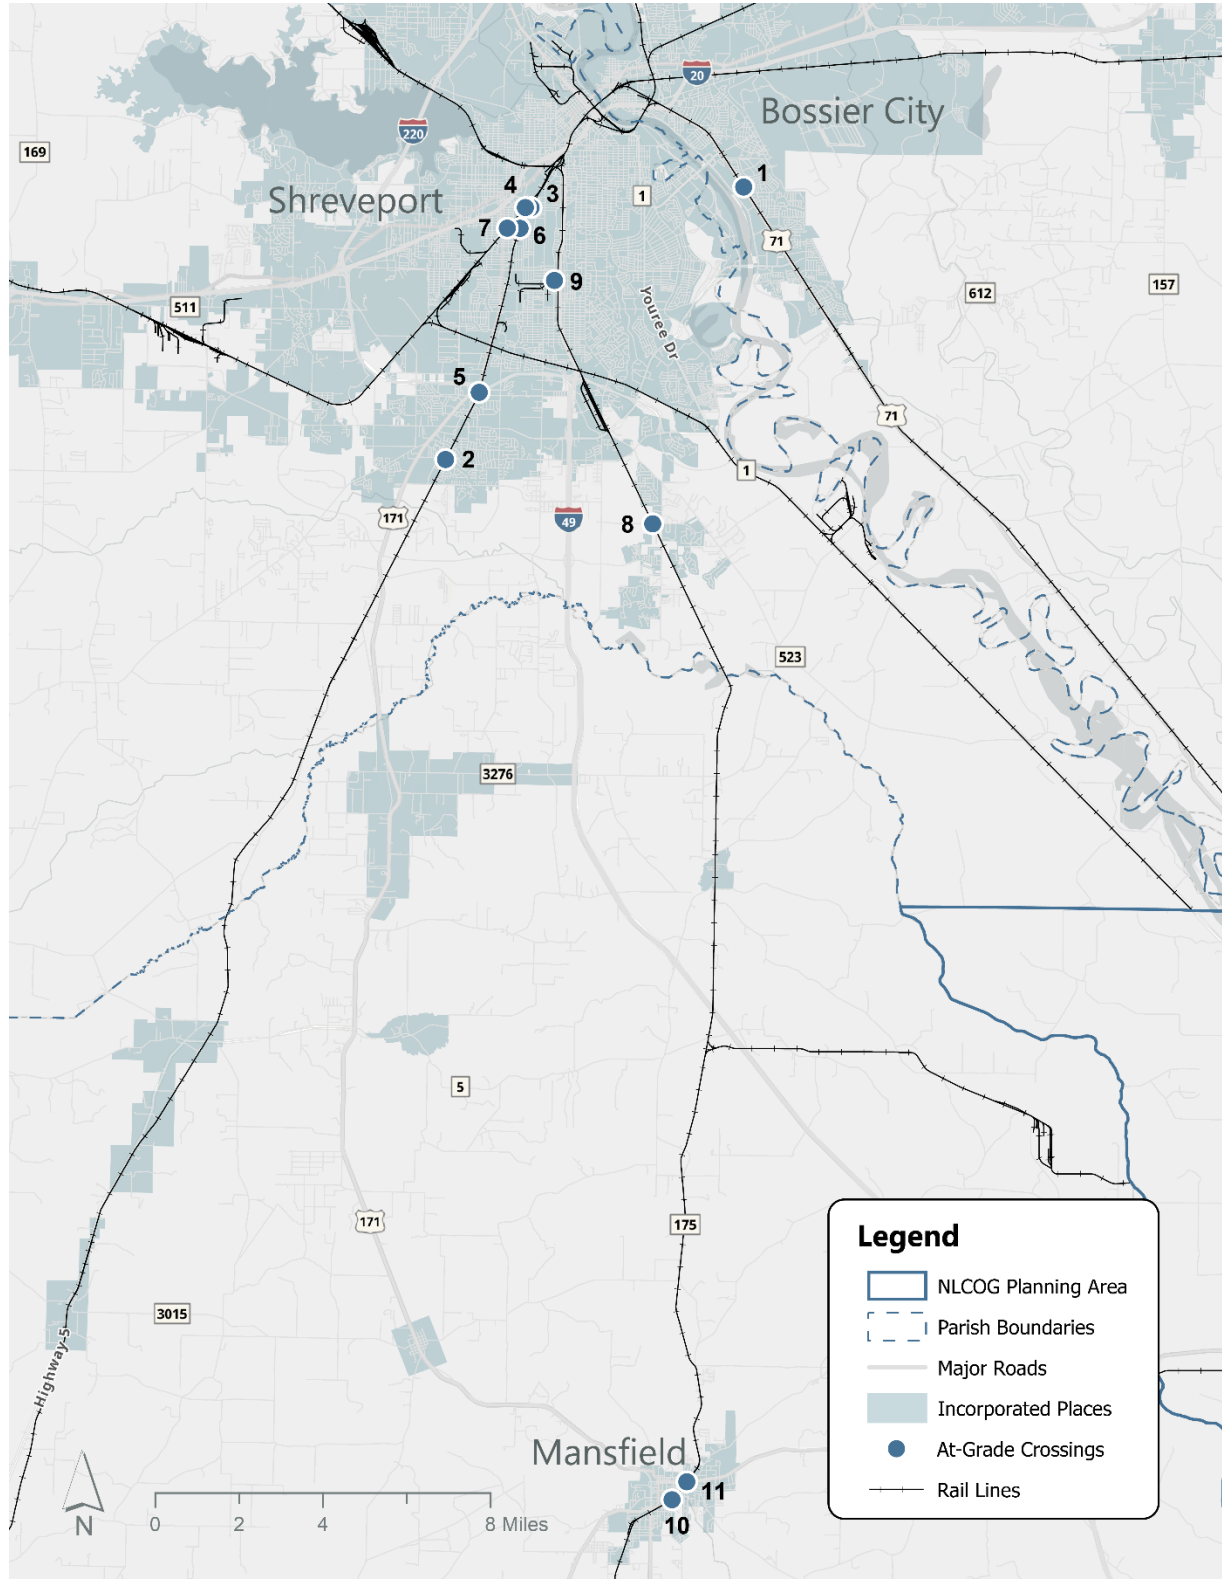 20
Bossier City
220
169
1
Shreveport
4
3
1
7
6
71
9
157
612
511
Youree Dr
5
71
2
1
171
49
8
523
3276
5
171
175
3015
Highway-5
Mansfield
11
10
N
0
2
4
8 Miles
Legend
NLCOG Planning Area
Parish Boundaries
Major Roads
Incorporated Places
At-Grade Crossings
Rail Lines